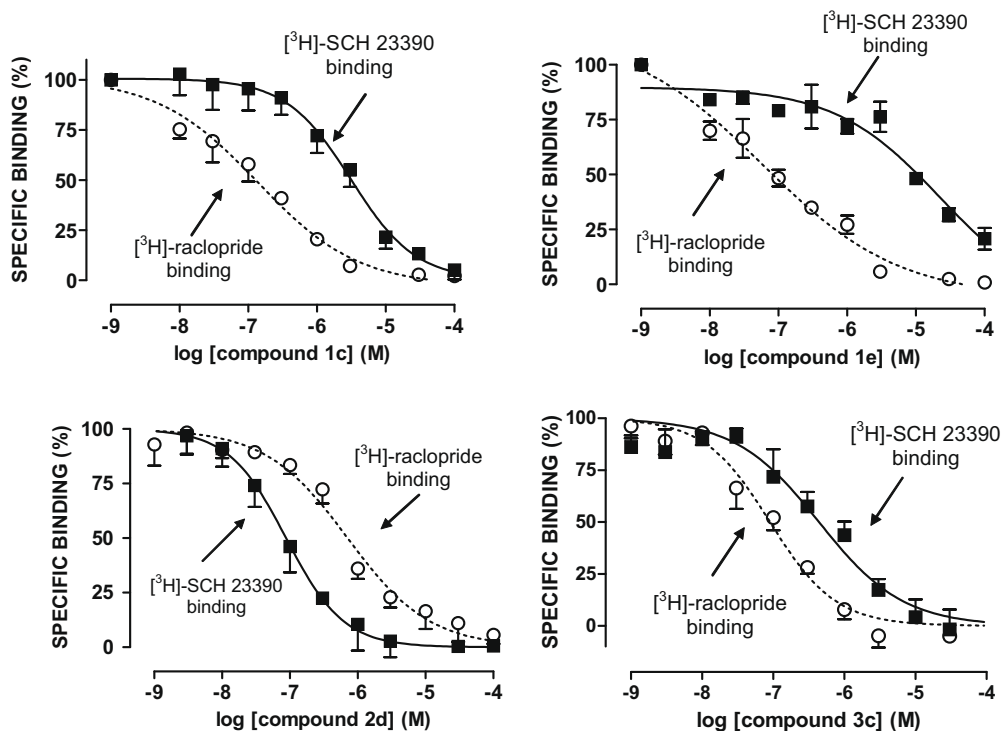 SPECIFIC BINDING (%)
100
75
50
25
0
[³H]-SCH 23390
binding
[³H]-raclopride
binding
-9 -8 -7 -6 -5 -4
log [compound 1c] (M)
SPECIFIC BINDING (%)
100
75
50
25
0
[³H]-SCH 23390
binding
[³H]-raclopride
binding
-9 -8 -7 -6 -5 -4
log [compound 1e] (M)
SPECIFIC BINDING (%)
100
75
50
25
0
[³H]-raclopride
binding
[³H]-SCH 23390
binding
-9 -8 -7 -6 -5 -4
log [compound 2d] (M)
SPECIFIC BINDING (%)
100
75
50
25
0
[³H]-SCH 23390
binding
[³H]-raclopride
binding
-9 -8 -7 -6 -5 -4
log [compound 3c] (M)